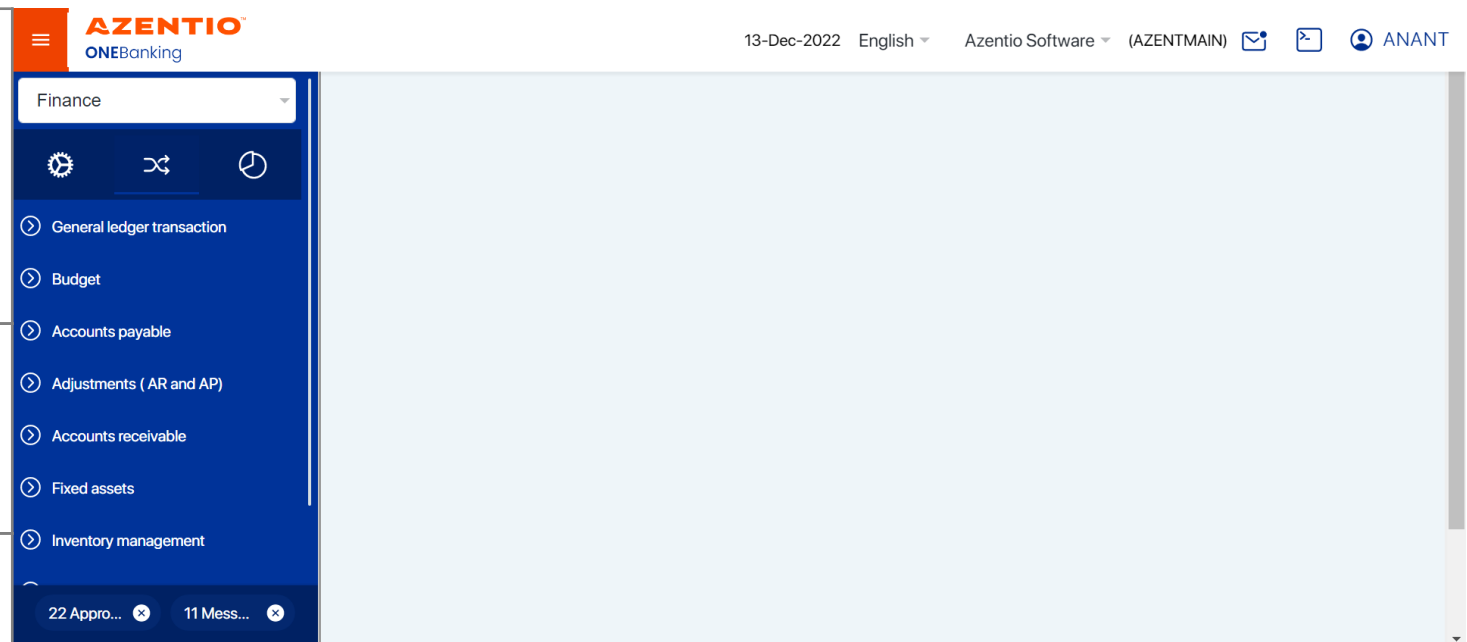 AZENTIO™
ONEBanking
13-Dec-2022 English Azentio Software (AZENTMAIN) ANANT
Finance
General ledger transaction
Budget
Accounts payable
Adjustments ( AR and AP)
Accounts receivable
Fixed assets
Inventory management
22 Appro... 11 Mess...